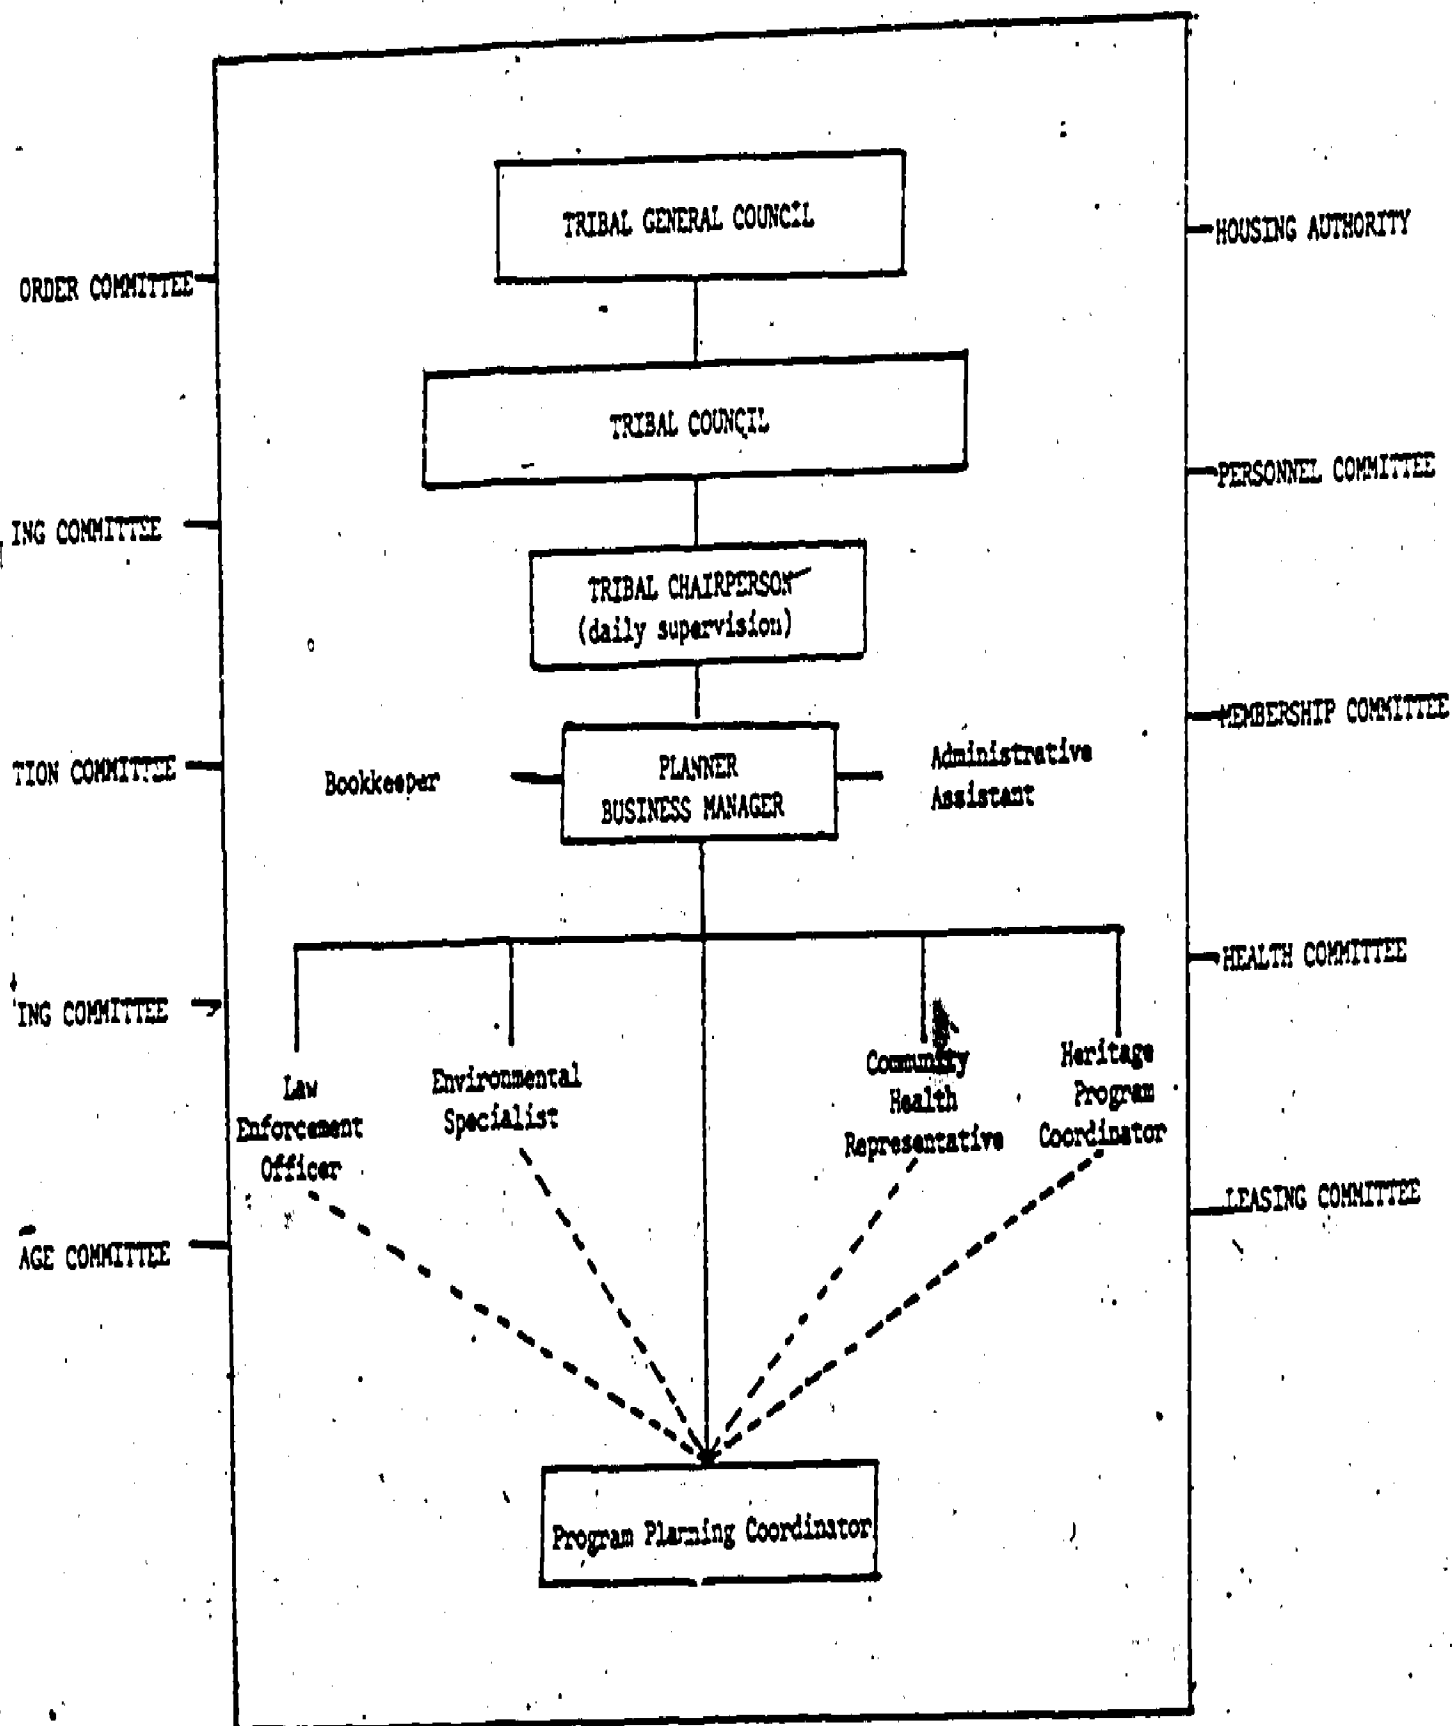 TRIBAL GENERAL COUNCIL
HOUSING AUTHORITY
ORDER COMMITTEE
TRIBAL COUNCIL
PERSONNEL COMMITTEE
ING COMMITTEE
TRIBAL CHAIRPERSON
(daily supervision)
MEMBERSHIP COMMITTEE
TION COMMITTEE
Bookkeeper
PLANNER
BUSINESS MANAGER
Administrative
Assistant
HEALTH COMMITTEE
ING COMMITTEE
Law
Enforcement
Officer
Environmental
Specialist
Community
Health
Representative
Heritage
Program
Coordinator
LEASING COMMITTEE
AGE COMMITTEE
Program Planning Coordinator